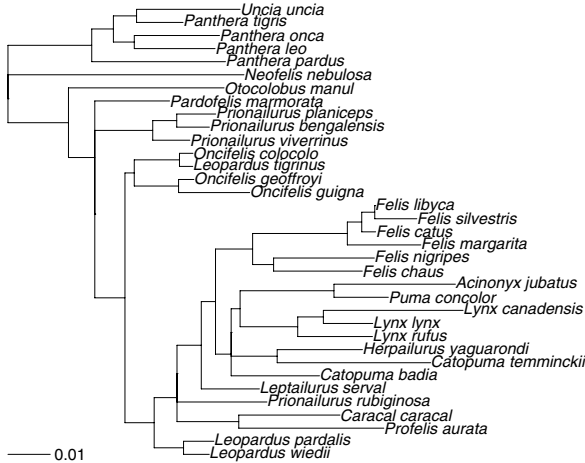 Uncia uncia
Panthera tigris
Panthera onca
Panthera leo
Panthera pardus
Neofelis nebulosa
Otocolobus manul
Pardofelis marmorata
Prionailurus planiceps
Prionailurus bengalensis
Prionailurus viverrinus
Oncifelis colocolo
Leopardus tigrinus
Oncifelis geoffroyi
Oncifelis guigna
Felis libyca
Felis silvestris
Felis catus
Felis margarita
Felis nigripes
Felis chaus
Acinonyx jubatus
Puma concolor
Lynx canadensis
Lynx lynx
Lynx rufus
Herpailurus yaguarondi
Catopuma temminckii
Catopuma badia
Leptailurus serval
Prionailurus rubiginosa
Caracal caracal
Profelis aurata
Leopardus pardalis
Leopardus wiedii
0.01